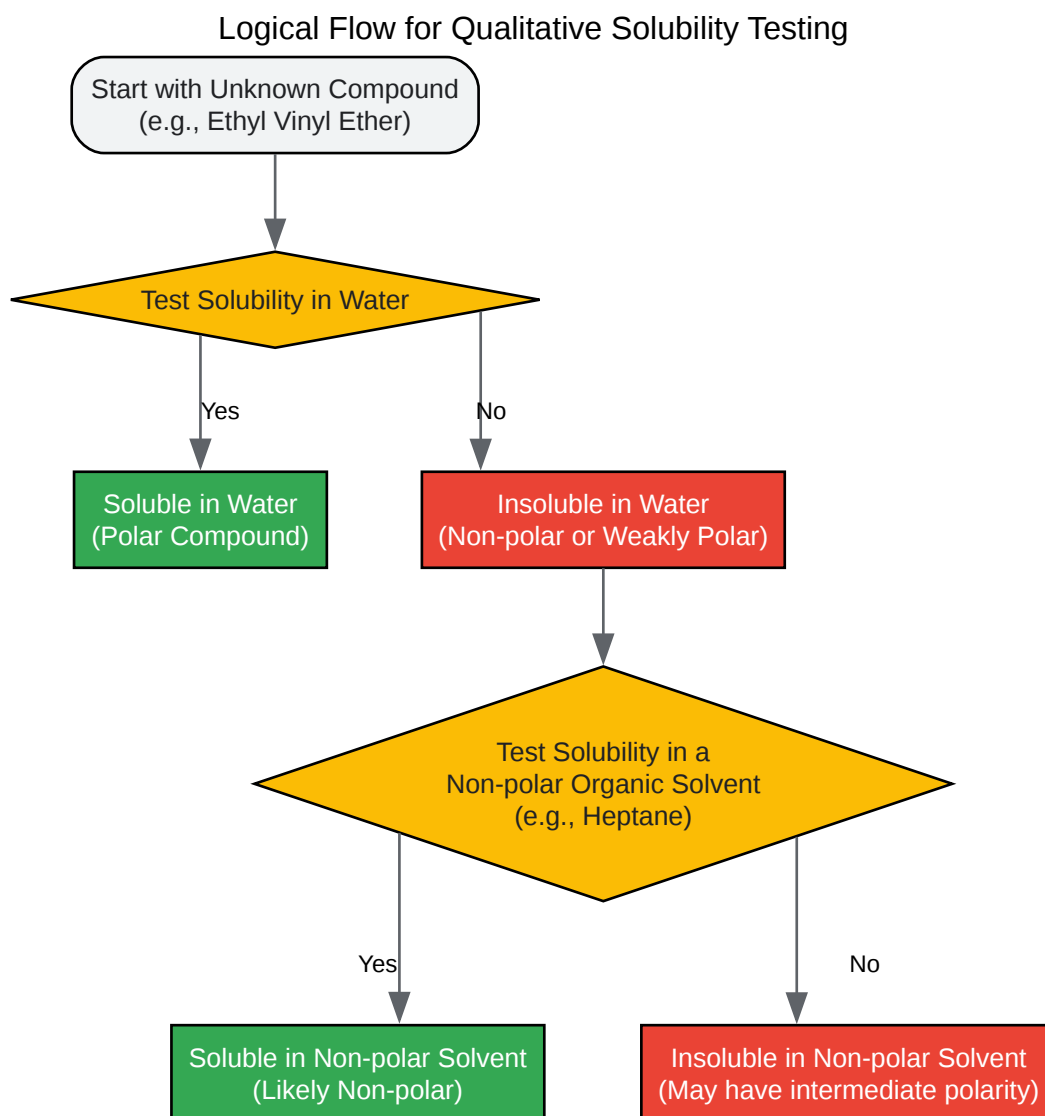 Logical Flow for Qualitative Solubility Testing
Start with Unknown Compound
(e.g., Ethyl Vinyl Ether)
Test Solubility in Water
Yes
No
Soluble in Water
(Polar Compound)
Insoluble in Water
(Non-polar or Weakly Polar)
Test Solubility in a
Non-polar Organic Solvent
(e.g., Heptane)
Yes
No
Soluble in Non-polar Solvent
(Likely Non-polar)
Insoluble in Non-polar Solvent
(May have intermediate polarity)